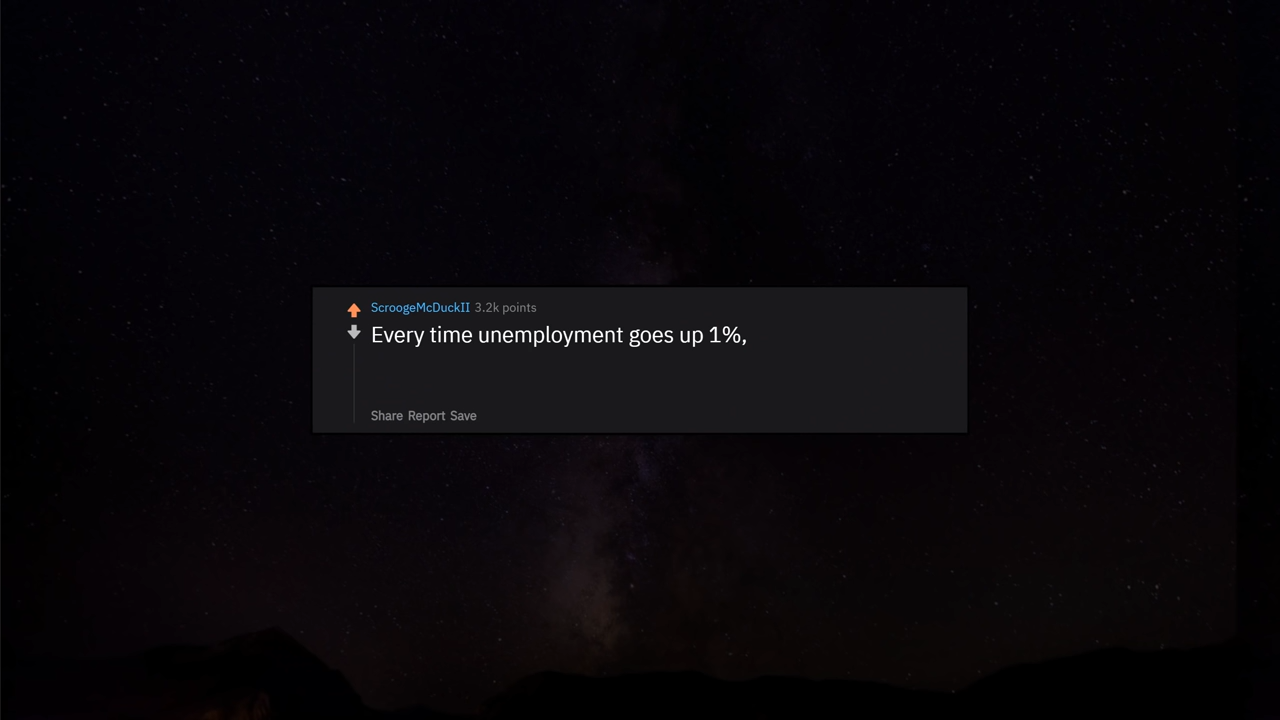 ScroogeMcDuckII 3.2k points
Every time unemployment goes up 1%,
Share Report Save